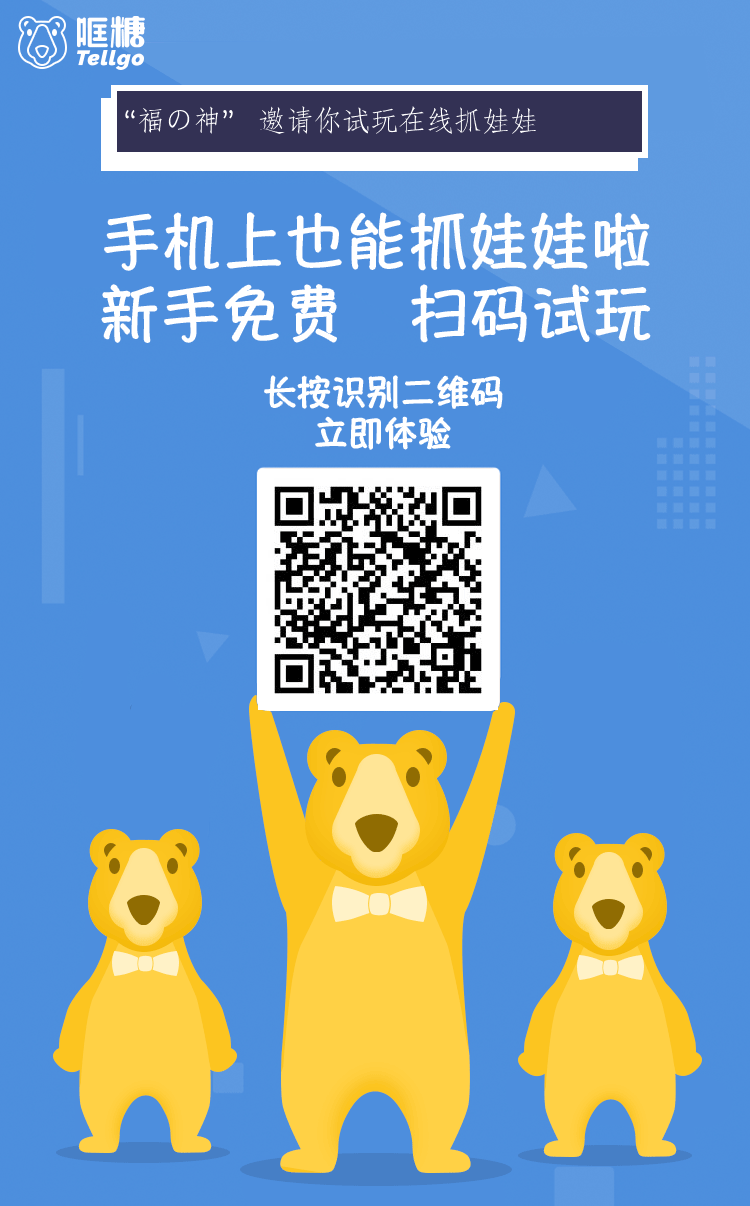 哐糖
Tellgo
“福の神” 邀请你试玩在线抓娃娃
手机上也能抓娃娃啦
新手免费 扫码试玩
长按识别二维码
立即体验